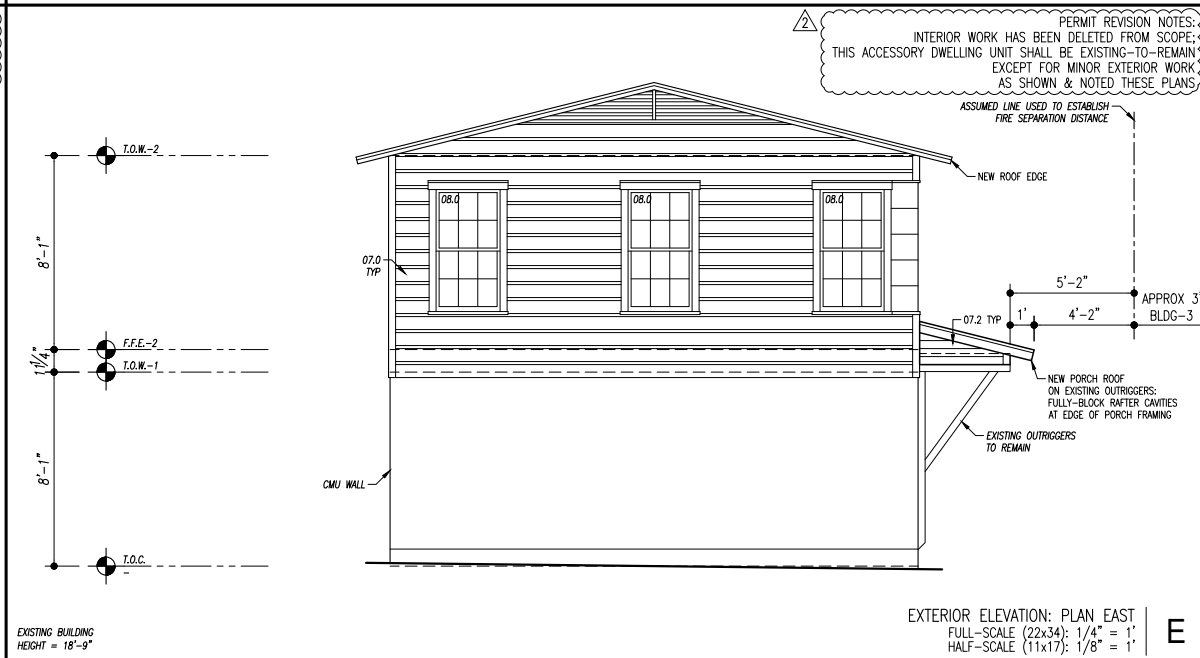 2
PERMIT REVISION NOTES:
INTERIOR WORK HAS BEEN DELETED FROM SCOPE;
THIS ACCESSORY DWELLING UNIT SHALL BE EXISTING-TO-REMAIN
EXCEPT FOR MINOR EXTERIOR WORK
AS SHOWN & NOTED THESE PLANS
ASSUMED LINE USED TO ESTABLISH
FIRE SEPARATION DISTANCE
T.O.W.-2
NEW ROOF EDGE
08.0
08.0
08.0
8'-1"
07.0
TYP
5'-2"
APPROX 3'
1'
4'-2"
BLDG-3
07.2 TYP
F.F.E.-2
11 1/4"
T.O.W.-1
NEW PORCH ROOF
ON EXISTING OUTRIGGERS:
FULLY-BLOCK RAFTER CAVITIES
AT EDGE OF PORCH FRAMING
EXISTING OUTRIGGERS
TO REMAIN
8'-1"
CMU WALL
T.O.C.
-
EXISTING BUILDING
HEIGHT = 18'-9"
EXTERIOR ELEVATION: PLAN EAST
FULL-SCALE (22x34): 1/4" = 1'
HALF-SCALE (11x17): 1/8" = 1'
E